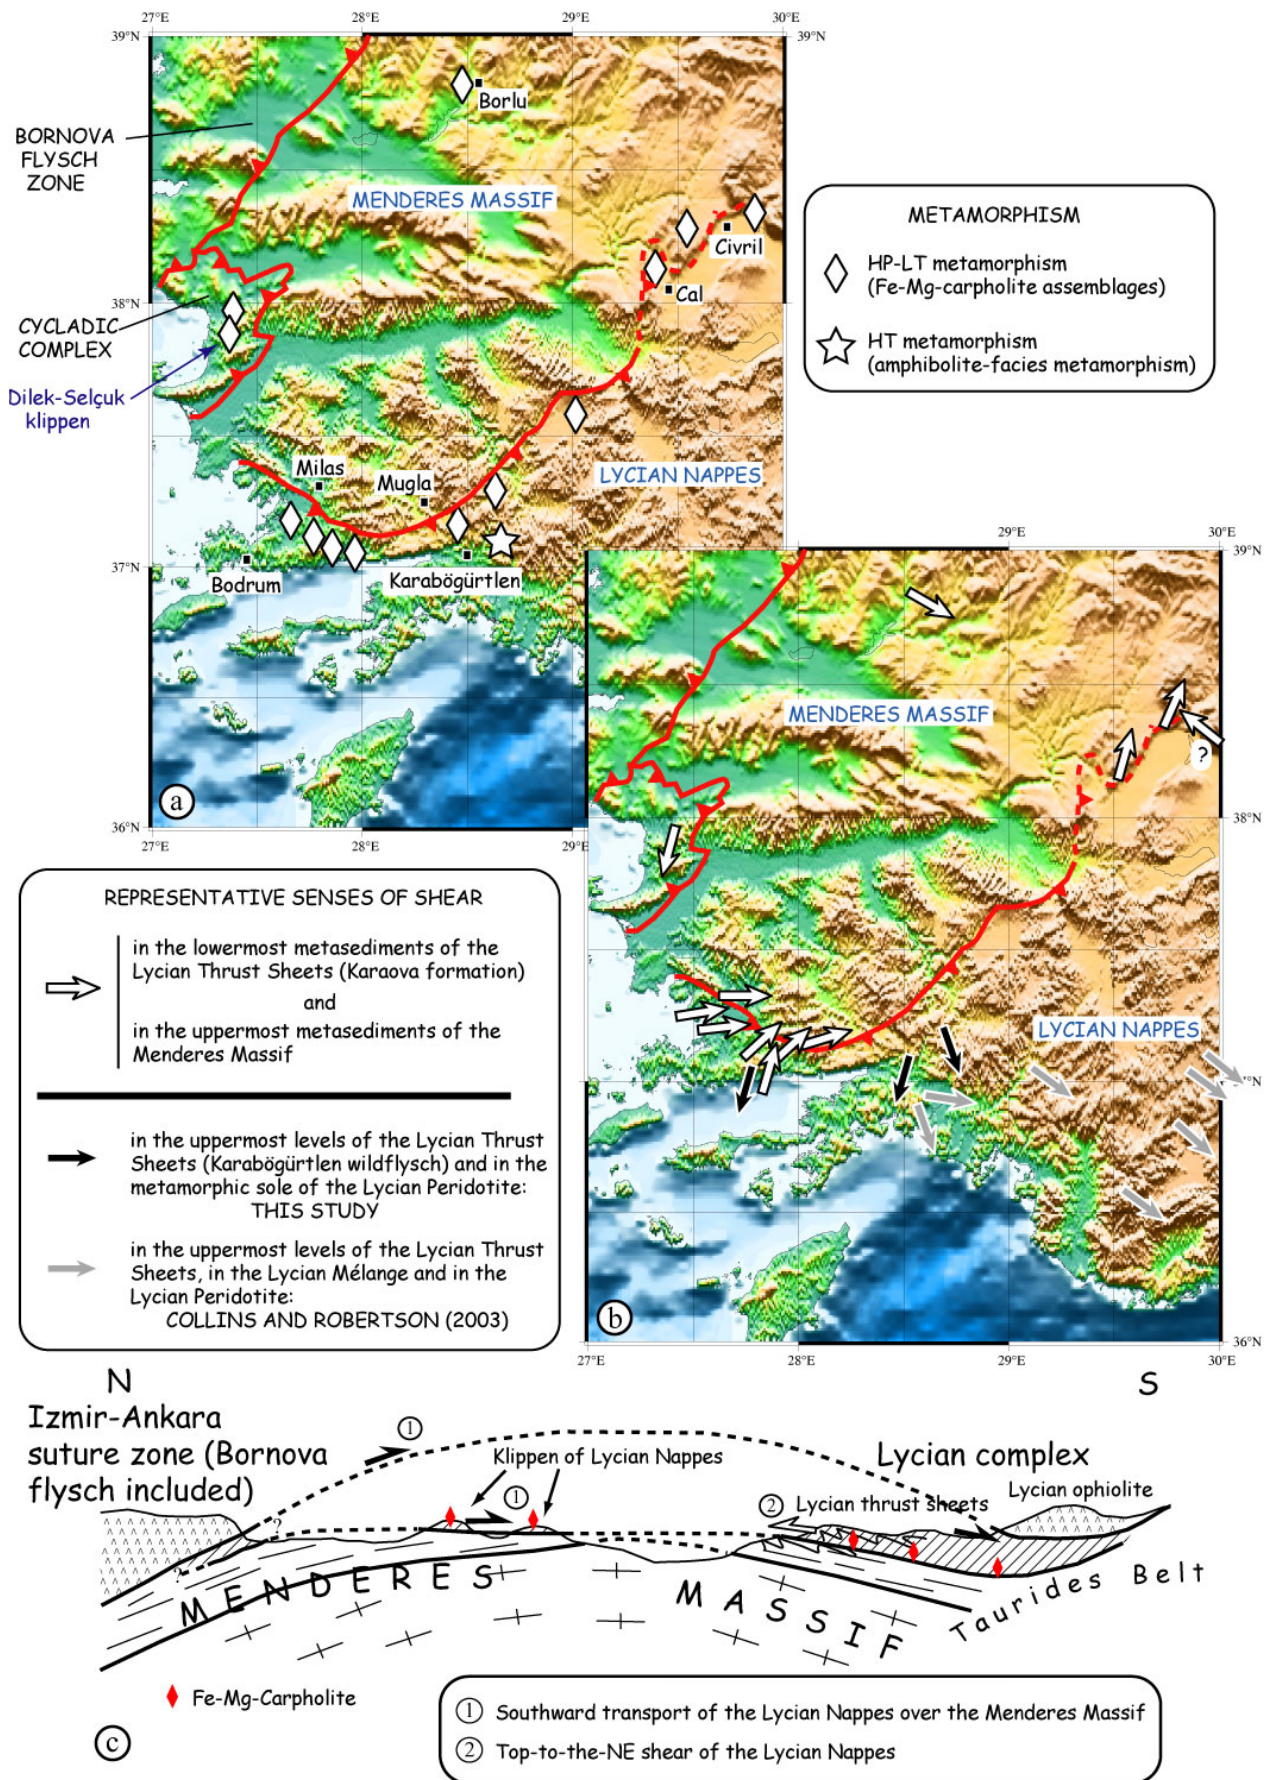 27°E
28°E
29°E
30°E
39°N
39°N
BORNOVA
FLYSCH
ZONE
Borlu
MENDERES MASSIF
METAMORPHISM
HP-LT metamorphism
(Fe-Mg-carpholite assemblages)
HT metamorphism
(amphibolite-facies metamorphism)
Civril
Cal
38°N
CYCLADIC
COMPLEX
Dilek-Selçuk
klippen
Milas
Mugla
LYCIAN NAPPES
37°N
Bodrum
Karabögürtlen
a
36°N
27°E
28°E
29°E
29°E
30°E
39°N
MENDERES MASSIF
?
38°N
LYCIAN NAPPES
37°N
b
36°N
27°E
28°E
29°E
30°E
REPRESENTATIVE SENSES OF SHEAR
in the lowermost metasediments of the
Lycian Thrust Sheets (Karaova formation)
and
in the uppermost metasediments of the
Menderes Massif
in the uppermost levels of the Lycian Thrust
Sheets (Karabögürtlen wildflysch) and in the
metamorphic sole of the Lycian Peridotite:
THIS STUDY
in the uppermost levels of the Lycian Thrust
Sheets, in the Lycian Mélange and in the
Lycian Peridotite:
COLLINS AND ROBERTSON (2003)
N
S
Izmir-Ankara
suture zone (Bornova
flysch included)
1
Klippen of Lycian Nappes
1
Lycian complex
Lycian ophiolite
2 Lycian thrust sheets
?
?
MENDERES
MASSIF
Taurides Belt
Fe-Mg-Carpholite
c
1 Southward transport of the Lycian Nappes over the Menderes Massif
2 Top-to-the-NE shear of the Lycian Nappes